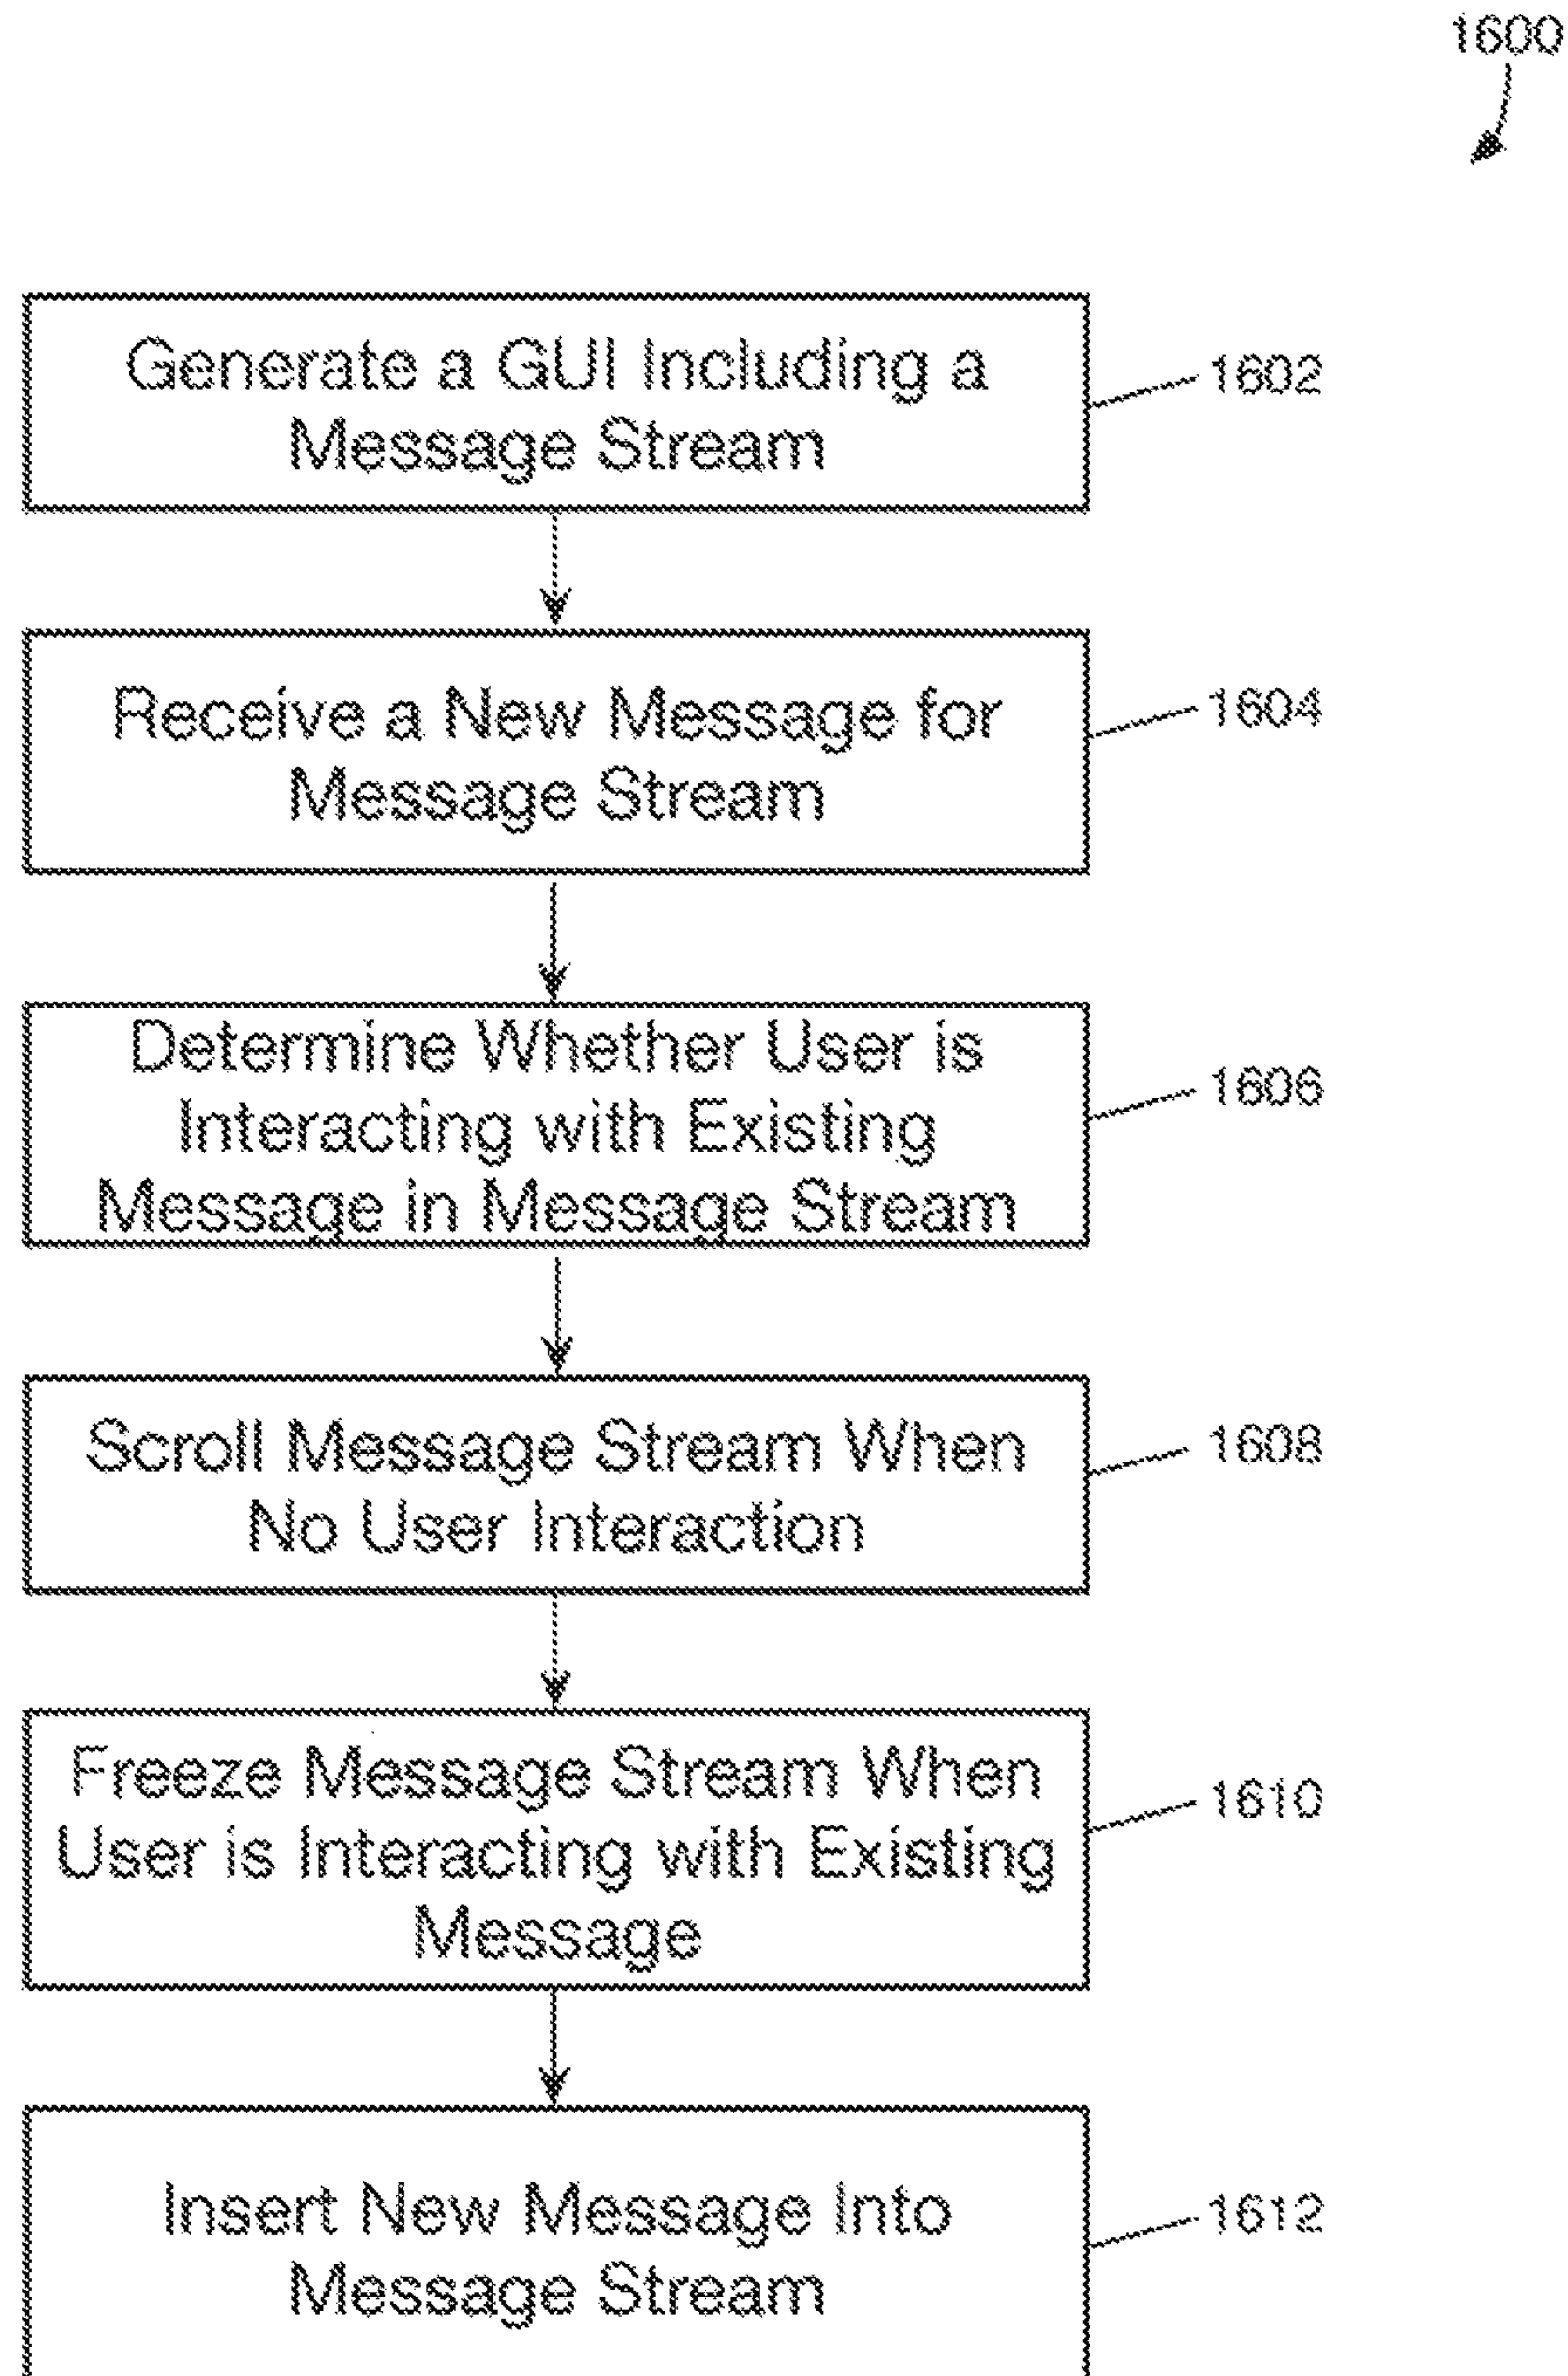 1600
Generate a GUI Including a
Message Stream
1602
Receive a New Message for
Message Stream
1604
Determine Whether User is
Interacting with Existing
Message in Message Stream
1606
Scroll Message Stream When
No User Interaction
1608
Freeze Message Stream When
User is Interacting with Existing
Message
1610
Insert New Message Into
Message Stream
1612